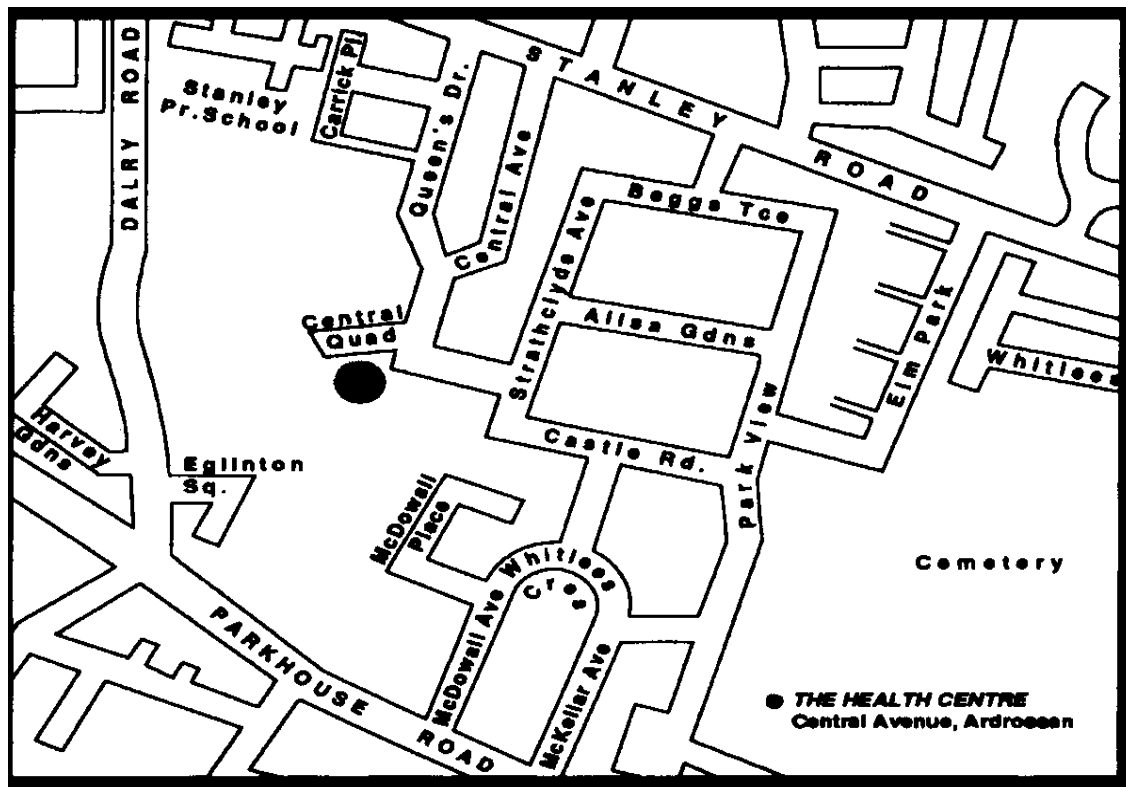 DALRY ROAD
Stanley
Pr. School
Carrick Pl
Queen's Dr.
Central Ave
STANLEY ROAD
Beggs Tce
Strathclyde Ave
Ailsa Gdns
Elm Park
Whitlees
Central
Quad
Castle Rd.
Park View
Harvey
Gdns
Eglinton
Sq.
McDowall
Place
Whitlees
Cres
McDowall Ave
McKellar Ave
PARKHOUSE ROAD
Cemetery
THE HEALTH CENTRE
Central Avenue, Ardrossan